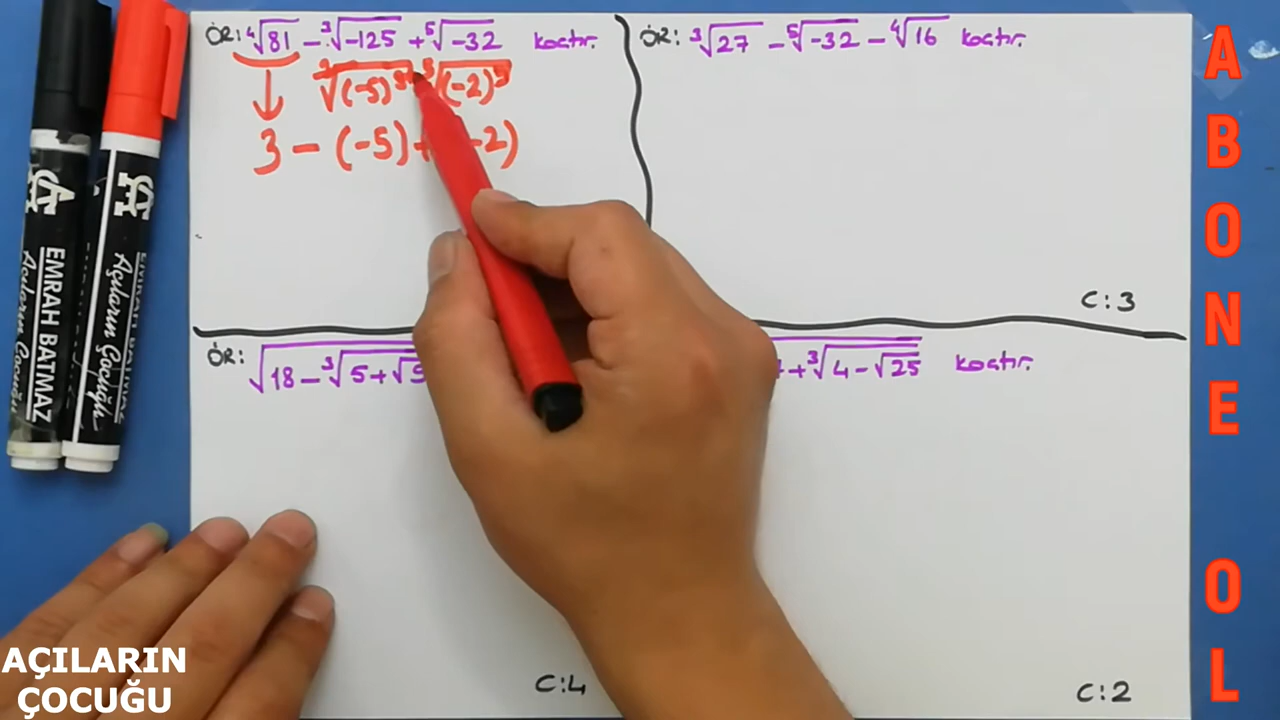 ÖR: ⁴√81 - ³√-125 + ⁵√-32 kaçtır.
³√(-5)³ + ⁵√(-2)⁵
3 - (-5) + -2)
ÖR: ³√27 - ⁵√-32 - ⁴√16 kaçtır.
C:3
ÖR: √18 - ³√5 + √
C:4
+ ³√4 - √25 kaçtır.
C:2
EMRAH BATMAZ
Açıların Çocuğu
Açıların Çocuğu
ABONE OL
AÇILARIN
ÇOCUĞU